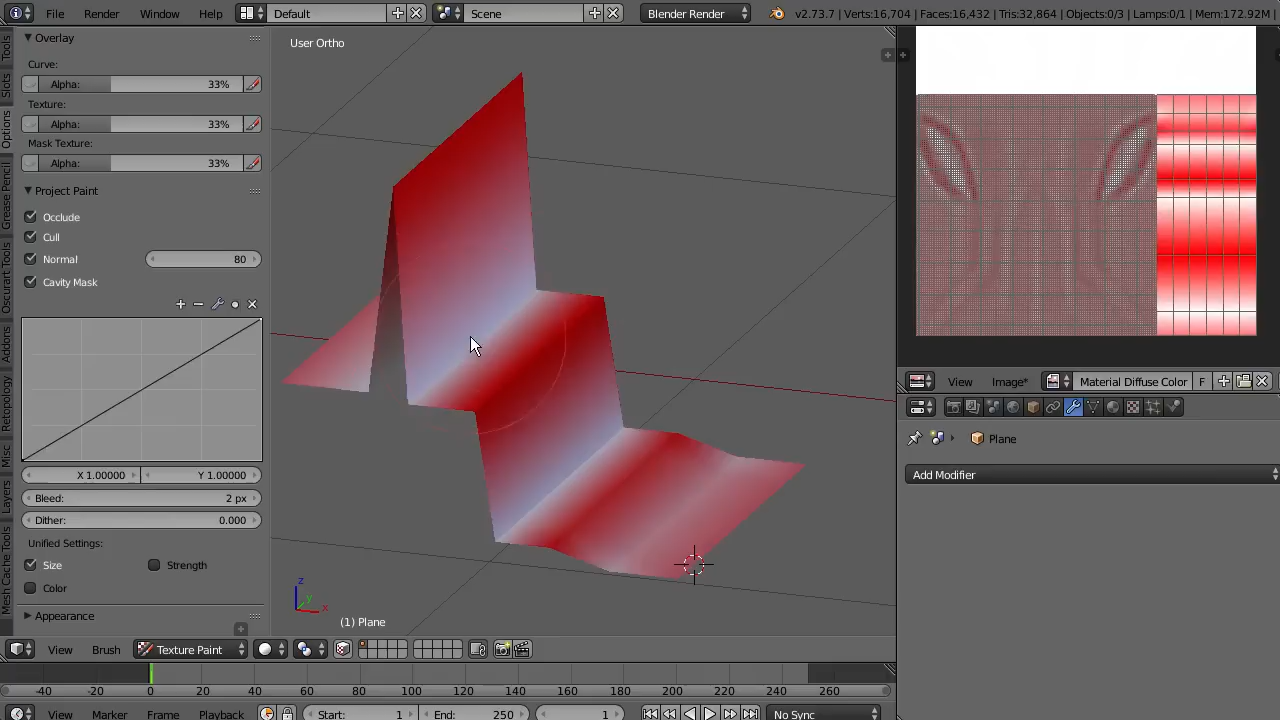 File Render Window Help Default Scene Blender Render v2.73.7 | Verts:16,704 | Faces:16,432 | Tris:32,864 | Objects:0/3 | Lamps:0/1 | Mem:172.92M
Tools
Slots
Options
Grease Pencil
Oscurart Tools
Addons
Retopology
Misc
Layers
Mesh Cache Tools
Overlay
Curve:
Alpha: 33%
Texture:
Alpha: 33%
Mask Texture:
Alpha: 33%
Project Paint
Occlude
Cull
Normal 80
Cavity Mask
X 1.00000 Y 1.00000
Bleed: 2 px
Dither: 0.000
Unified Settings:
Size Strength
Color
Appearance
User Ortho
z
y
x
(1) Plane
View Brush Texture Paint
View Image* Material Diffuse Color F
Plane
Add Modifier
-40 -20 0 20 40 60 80 100 120 140 160 180 200 220 240 260
View Marker Frame Playback Start: 1 End: 250 1 No Sync